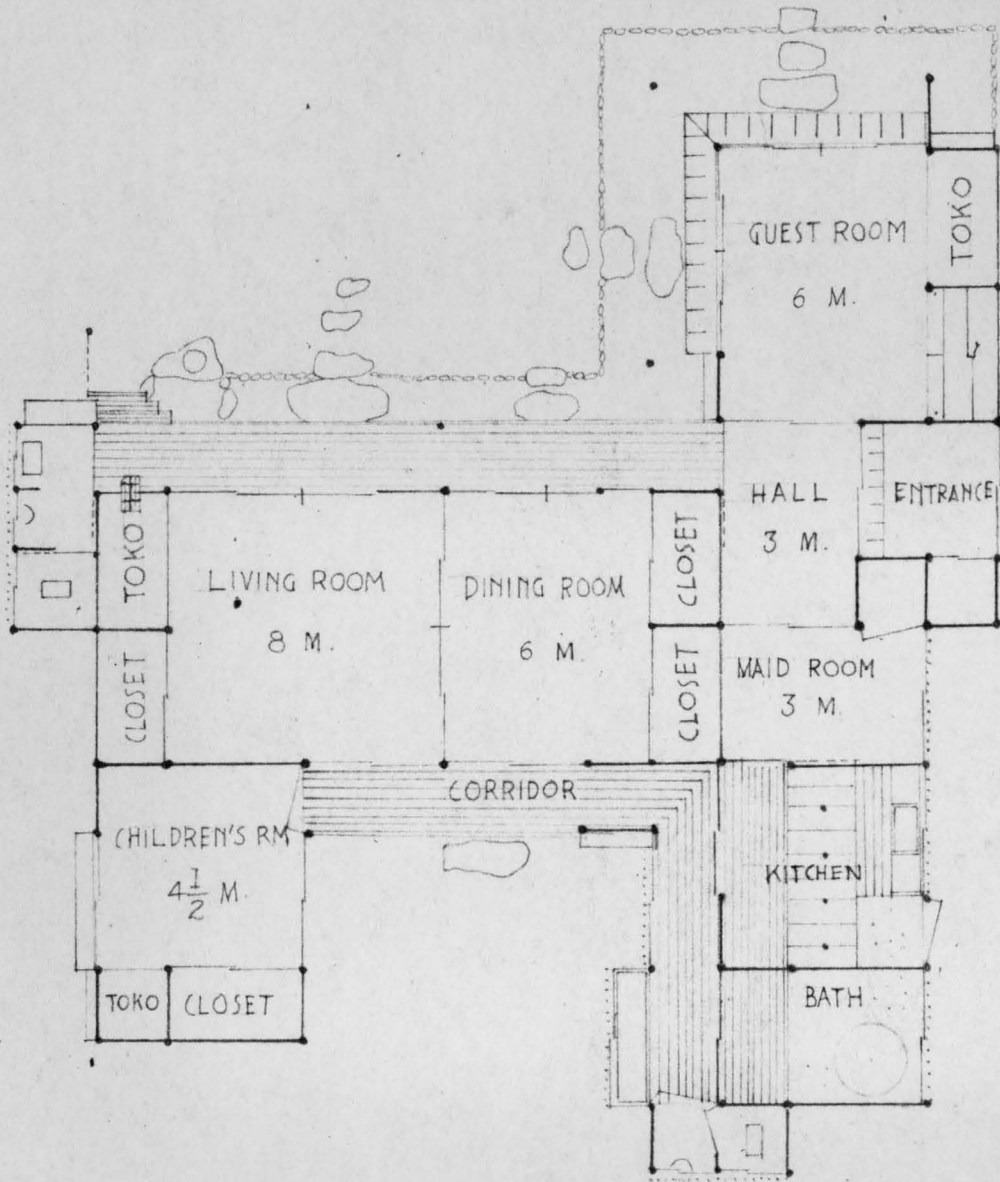 GUEST ROOM
6 M.
TOKO
HALL
3 M.
ENTRANCE
TOKO
LIVING ROOM
8 M.
DINING ROOM
6 M.
CLOSET
CLOSET
CLOSET
MAID ROOM
3 M.
CORRIDOR
CHILDREN'S RM
4 1/2 M.
KITCHEN
TOKO
CLOSET
BATH